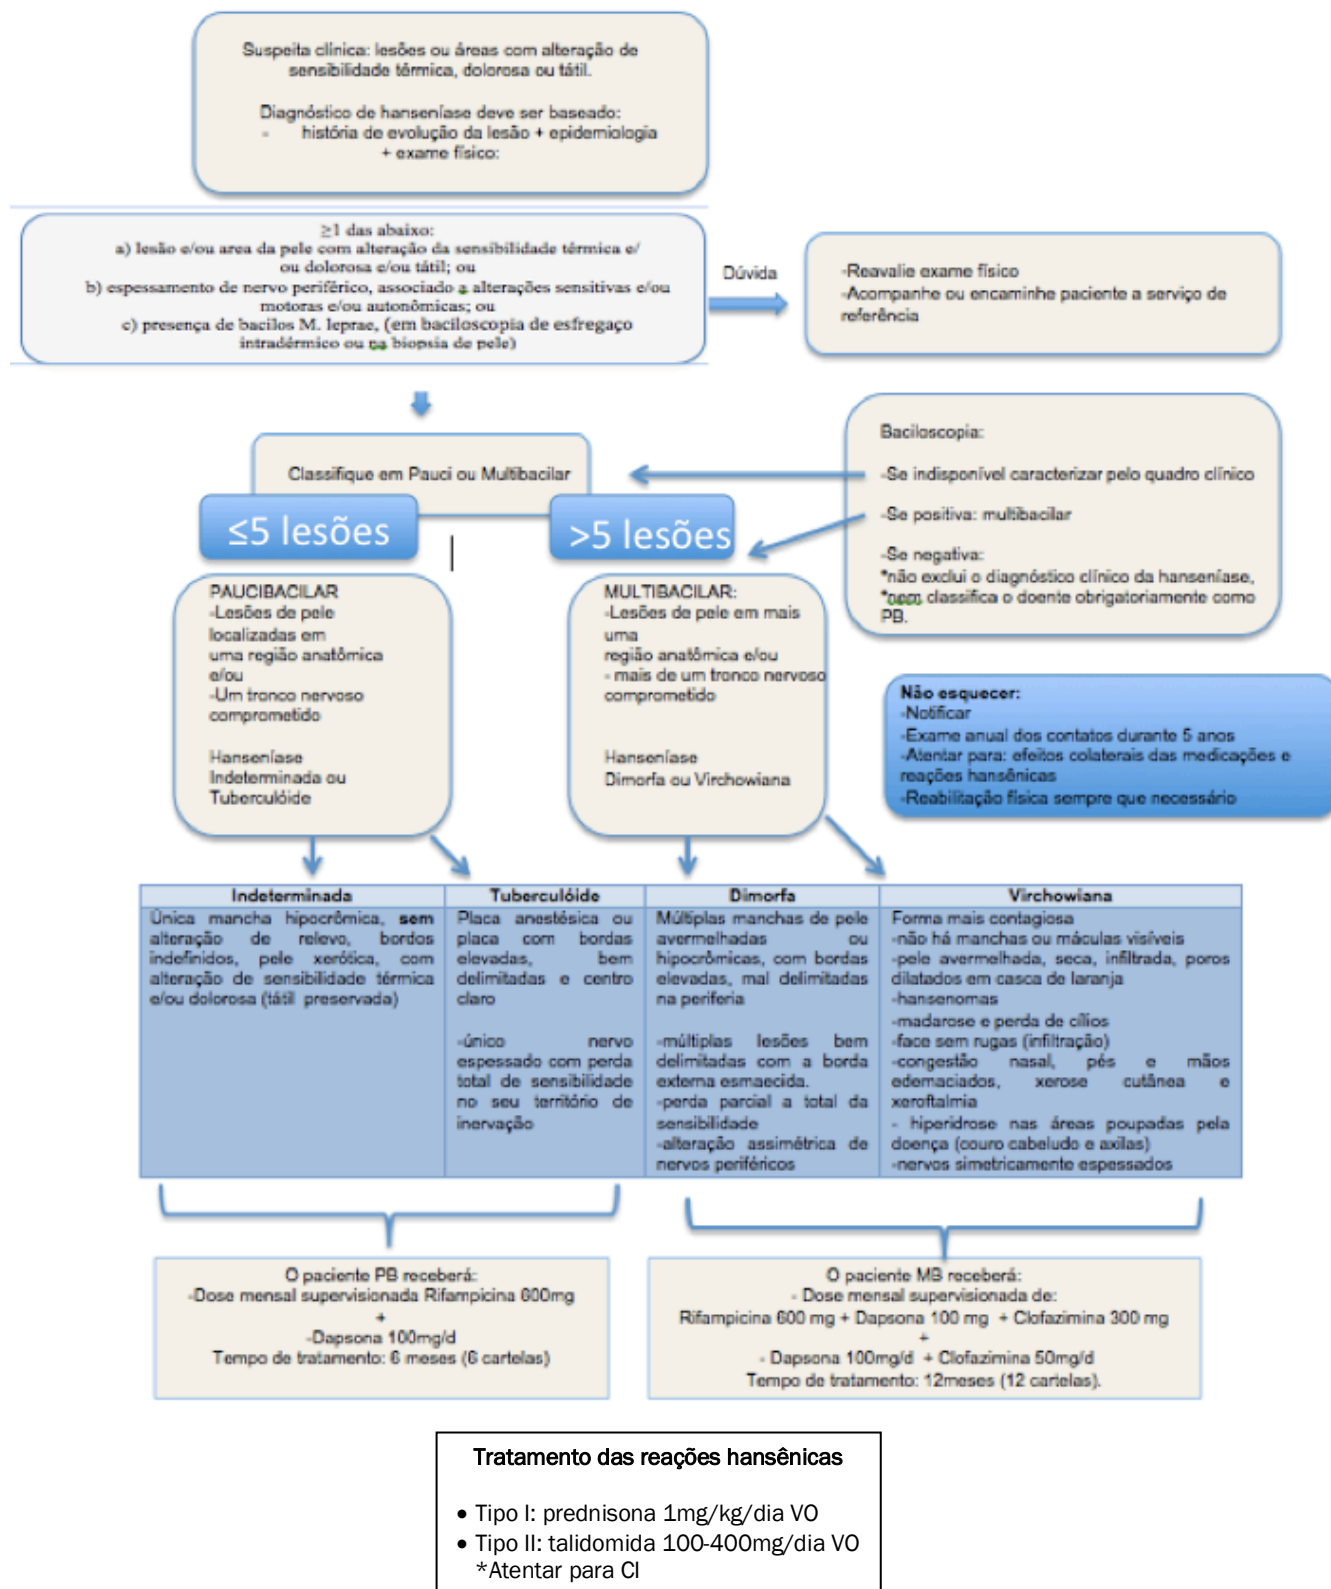 Suspeita clínica: lesões ou áreas com alteração de
sensibilidade térmica, dolorosa ou tátil.
Diagnóstico de hanseníase deve ser baseado:
- história de evolução da lesão + epidemiologia
+ exame físico:
≥1 das abaixo:
a) lesão e/ou area da pele com alteração da sensibilidade térmica e/
ou dolorosa e/ou tátil; ou
b) espessamento de nervo periférico, associado a alterações sensitivas e/ou
motoras e/ou autonômicas; ou
c) presença de bacilos M. leprae, (em baciloscopia de esfregaço
intradérmico ou na biopsia de pele)
Dúvida
-Reavalie exame físico
-Acompanhe ou encaminhe paciente a serviço de
referência
Classifique em Pauci ou Multibacilar
≤5 lesões
>5 lesões
Baciloscopia:
-Se indisponível caracterizar pelo quadro clínico
-Se positiva: multibacilar
-Se negativa:
*não exclui o diagnóstico clínico da hanseníase,
*nem classifica o doente obrigatoriamente como
PB.
PAUCIBACILAR
-Lesões de pele
localizadas em
uma região anatômica
e/ou
-Um tronco nervoso
comprometido
Hanseníase
Indeterminada ou
Tuberculóide
MULTIBACILAR:
-Lesões de pele em mais
uma
região anatômica e/ou
- mais de um tronco nervoso
comprometido
Hanseníase
Dimorfa ou Virchowiana
Não esquecer:
-Notificar
-Exame anual dos contatos durante 5 anos
-Atentar para: efeitos colaterais das medicações e
reações hansênicas
-Reabilitação física sempre que necessário
Indeterminada
Única mancha hipocrômica, sem
alteração de relevo, bordos
indefinidos, pele xerótica, com
alteração de sensibilidade térmica
e/ou dolorosa (tátil preservada)
Tuberculóide
Placa anestésica ou
placa com bordas
elevadas, bem
delimitadas e centro
claro
-único nervo
espessado com perda
total de sensibilidade
no seu território de
inervação
Dimorfa
Múltiplas manchas de pele
avermelhadas ou
hipocrômicas, com bordas
elevadas, mal delimitadas
na periferia
-múltiplas lesões bem
delimitadas com a borda
externa esmaecida.
-perda parcial a total da
sensibilidade
-alteração assimétrica de
nervos periféricos
Virchowiana
Forma mais contagiosa
-não há manchas ou máculas visíveis
-pele avermelhada, seca, infiltrada, poros
dilatados em casca de laranja
-hansenomas
-madarose e perda de cílios
-face sem rugas (infiltração)
-congestão nasal, pés e mãos
edemaciados, xerose cutânea e
xeroftalmia
- hiperidrose nas áreas poupadas pela
doença (couro cabeludo e axilas)
-nervos simetricamente espessados
O paciente PB receberá:
-Dose mensal supervisionada Rifampicina 600mg
+
-Dapsona 100mg/d
Tempo de tratamento: 6 meses (6 cartelas)
O paciente MB receberá:
- Dose mensal supervisionada de:
Rifampicina 600 mg + Dapsona 100 mg + Clofazimina 300 mg
+
- Dapsona 100mg/d + Clofazimina 50mg/d
Tempo de tratamento: 12meses (12 cartelas).
Tratamento das reações hansênicas
• Tipo I: prednisona 1mg/kg/dia VO
• Tipo II: talidomida 100-400mg/dia VO
*Atentar para CI